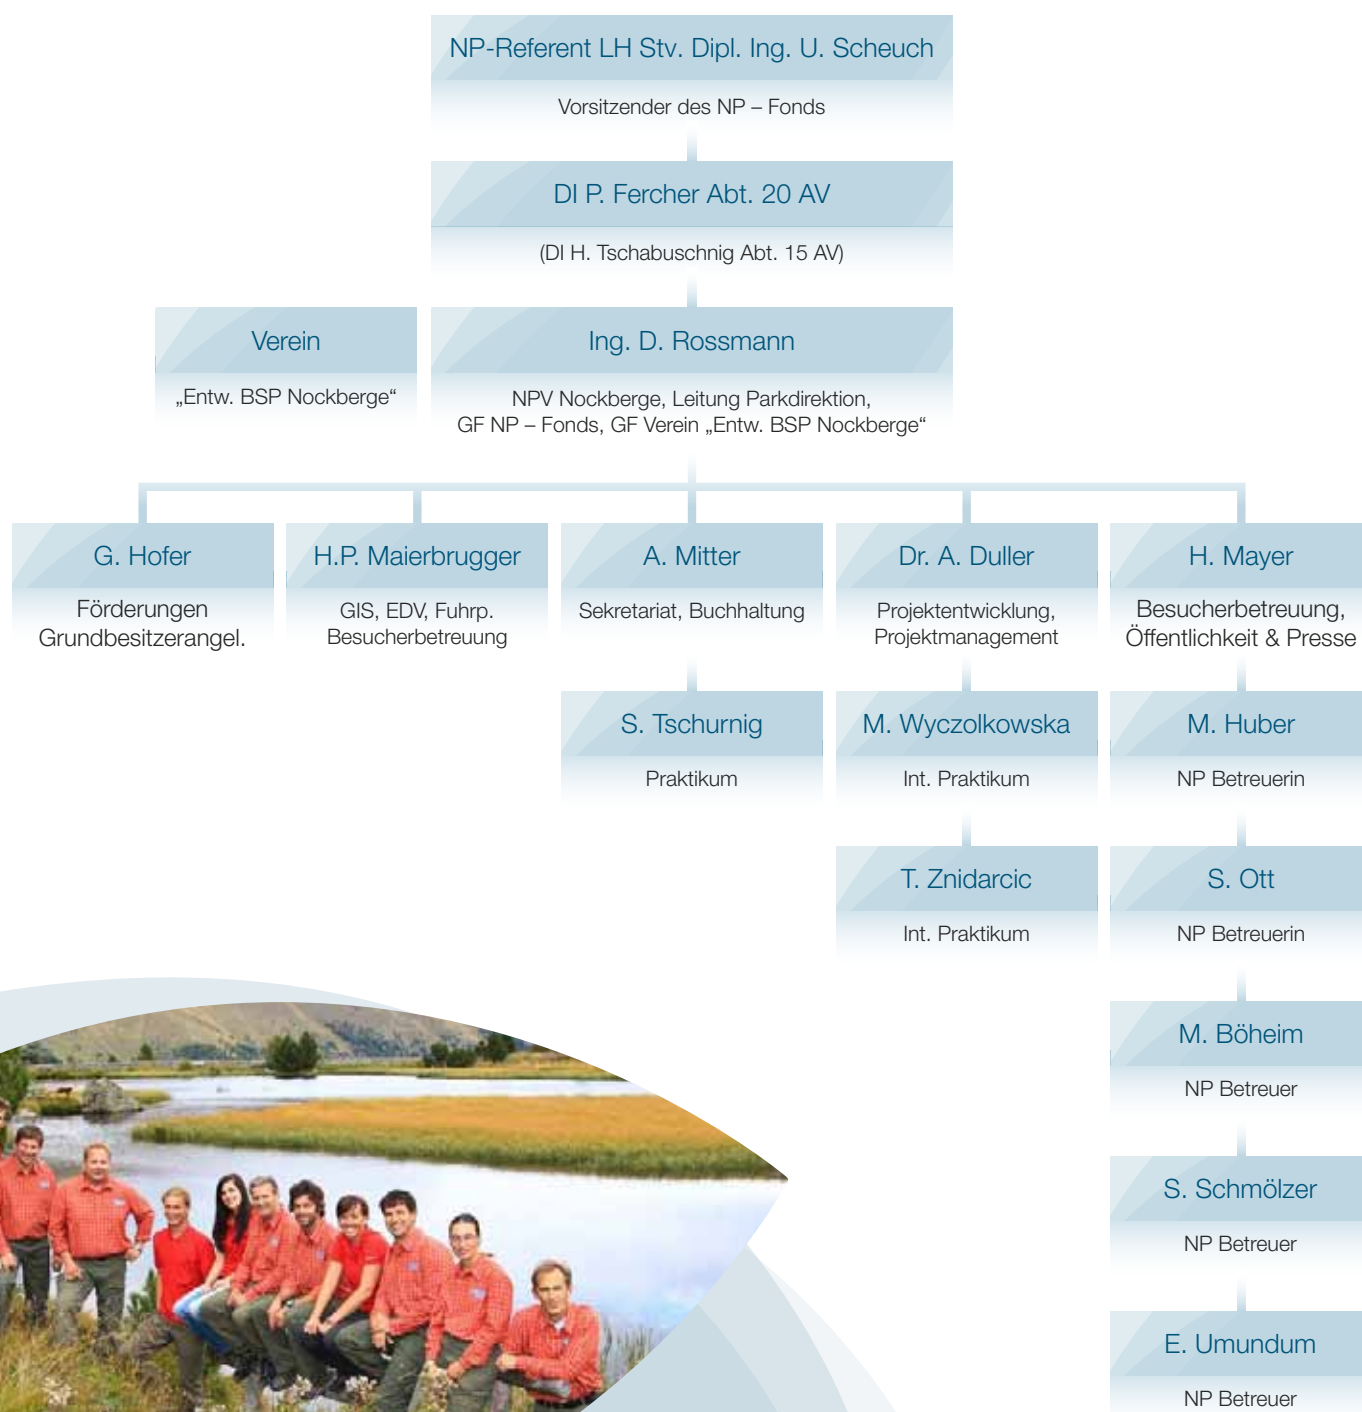 NP-Referent LH Stv. Dipl. Ing. U. Scheuch
Vorsitzender des NP – Fonds
DI P. Fercher Abt. 20 AV
(DI H. Tschabuschnig Abt. 15 AV)
Verein
„Entw. BSP Nockberge“
Ing. D. Rossmann
NPV Nockberge, Leitung Parkdirektion,
GF NP – Fonds, GF Verein „Entw. BSP Nockberge“
G. Hofer
Förderungen
Grundbesitzerangel.
H.P. Maierbrugger
GIS, EDV, Fuhrp.
Besucherbetreuung
A. Mitter
Sekretariat, Buchhaltung
S. Tschurnig
Praktikum
Dr. A. Duller
Projektentwicklung,
Projektmanagement
M. Wyczolkowska
Int. Praktikum
T. Znidarcic
Int. Praktikum
H. Mayer
Besucherbetreuung,
Öffentlichkeit & Presse
M. Huber
NP Betreuerin
S. Ott
NP Betreuerin
M. Böheim
NP Betreuer
S. Schmölzer
NP Betreuer
E. Umundum
NP Betreuer